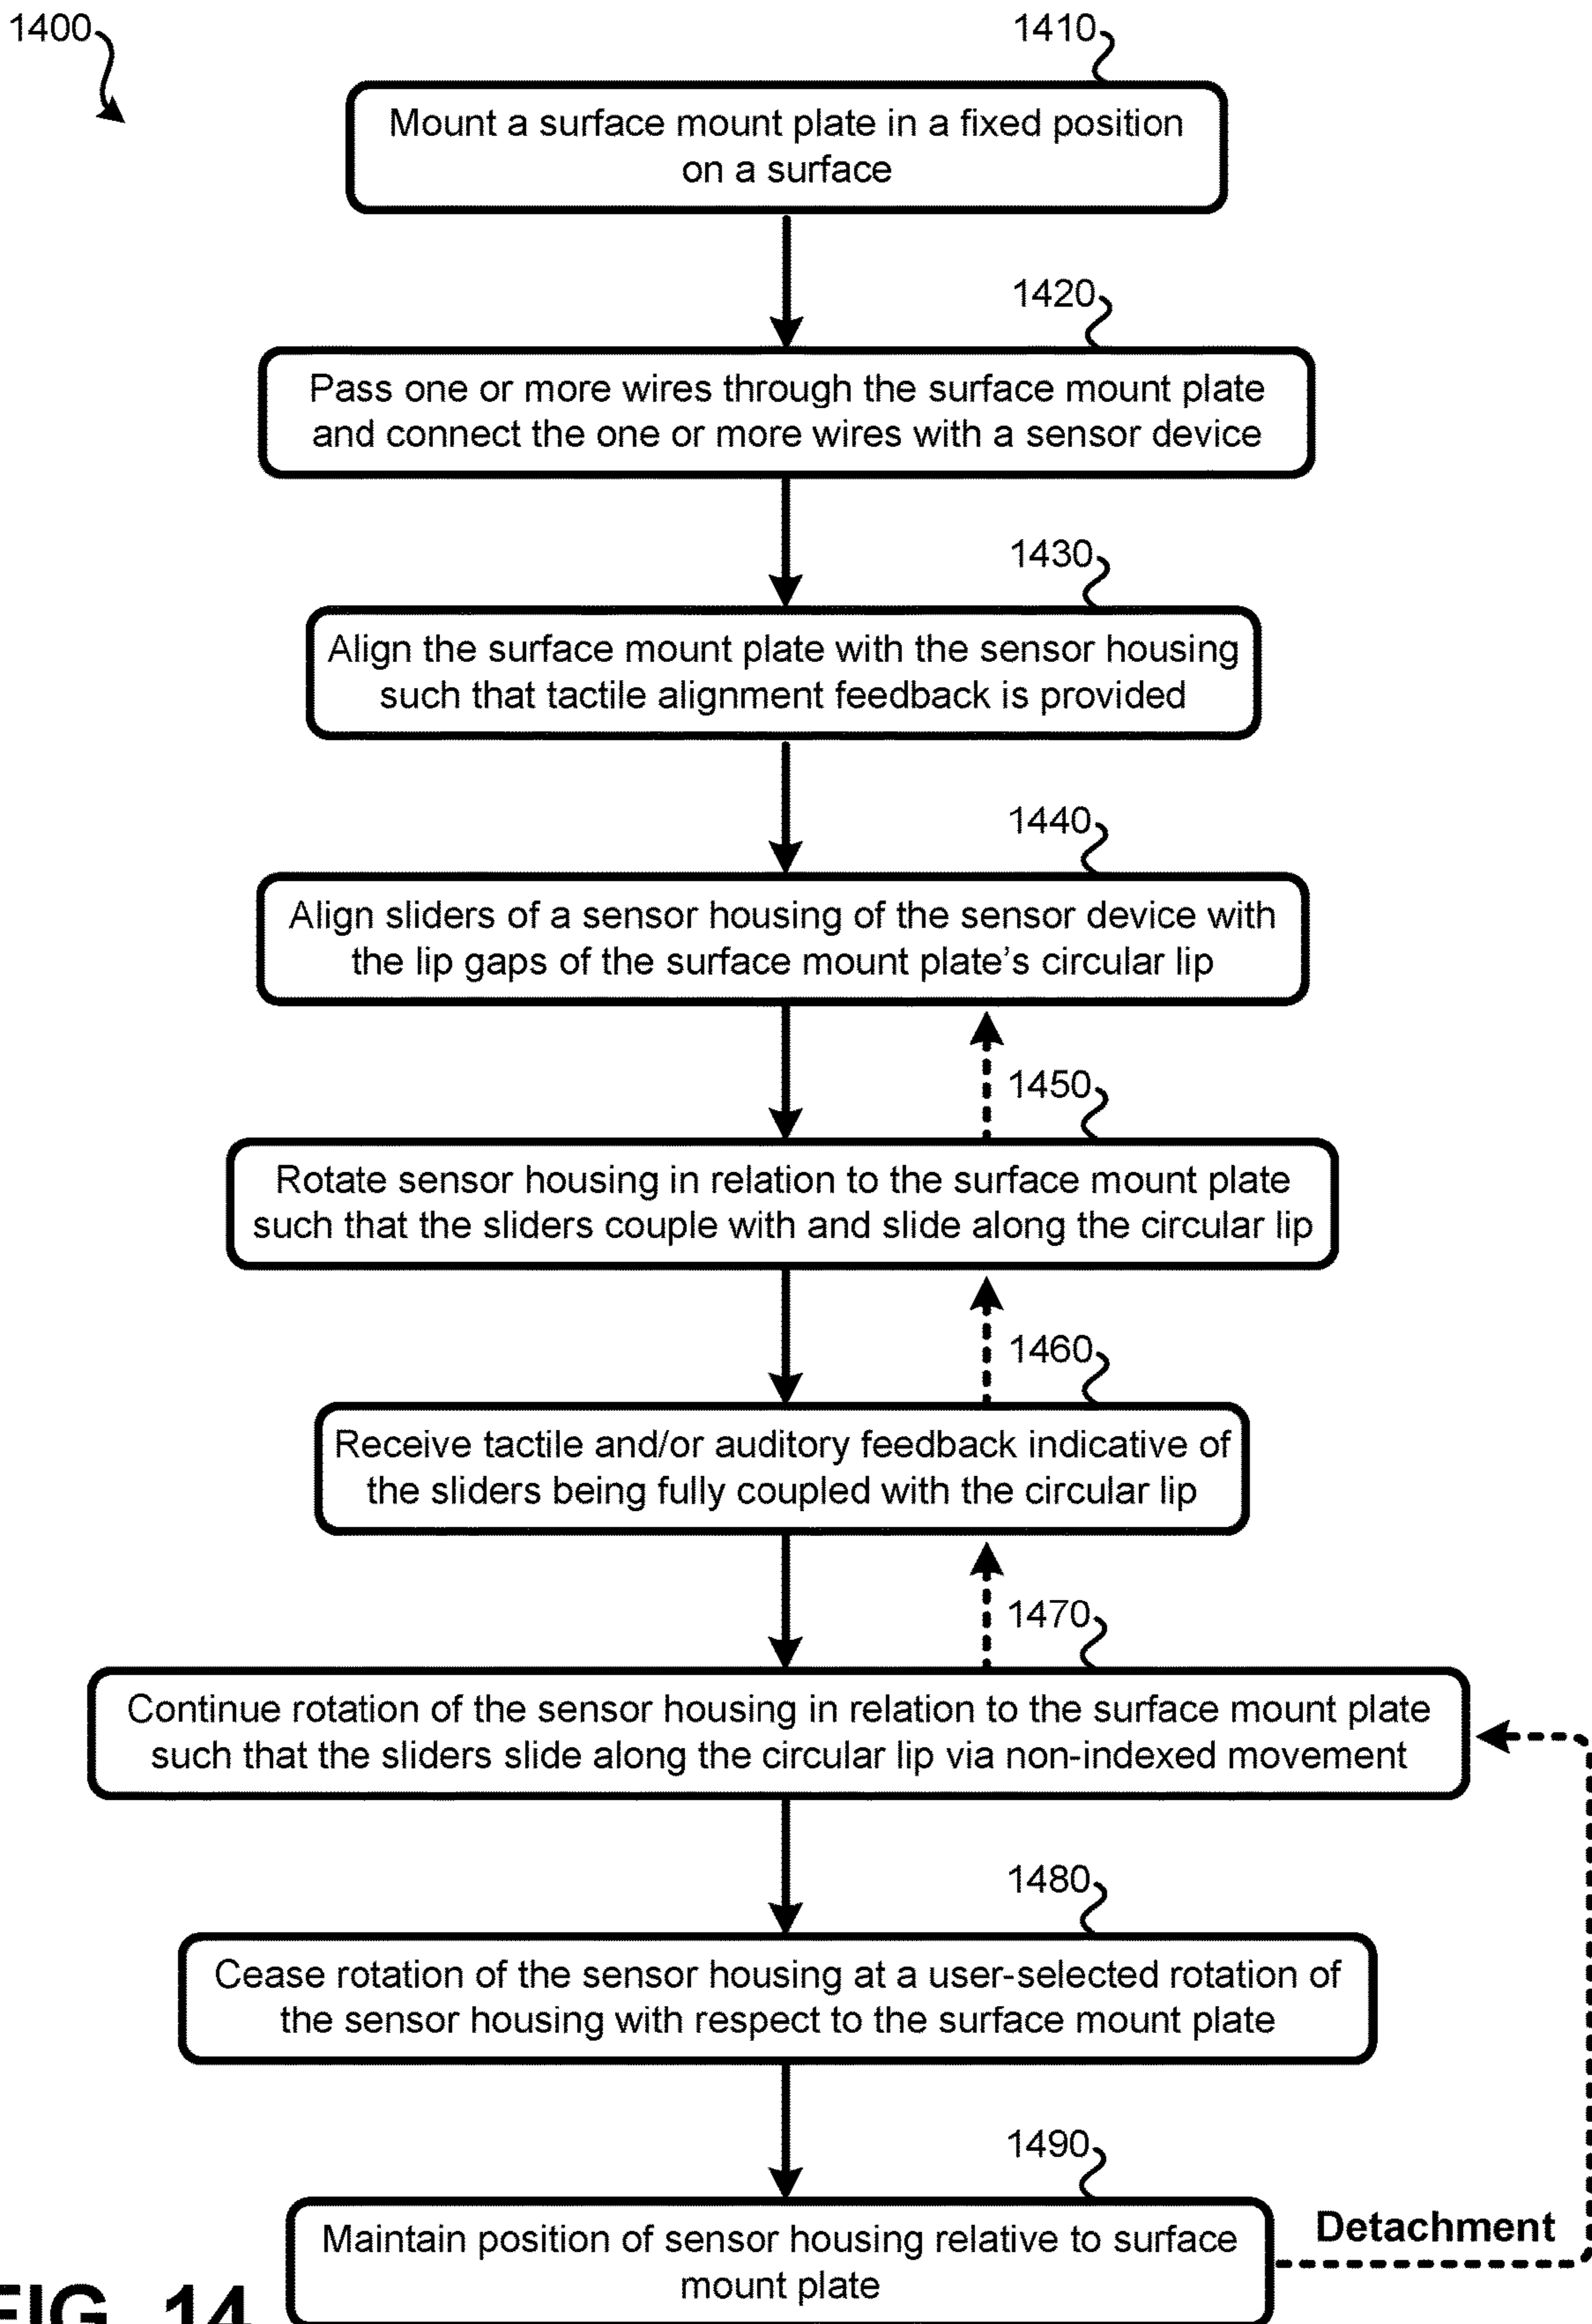 1400
1410
Mount a surface mount plate in a fixed position
on a surface
1420
Pass one or more wires through the surface mount plate
and connect the one or more wires with a sensor device
1430
Align the surface mount plate with the sensor housing
such that tactile alignment feedback is provided
1440
Align sliders of a sensor housing of the sensor device with
the lip gaps of the surface mount plate's circular lip
1450
Rotate sensor housing in relation to the surface mount plate
such that the sliders couple with and slide along the circular lip
1460
Receive tactile and/or auditory feedback indicative of
the sliders being fully coupled with the circular lip
1470
Continue rotation of the sensor housing in relation to the surface mount plate
such that the sliders slide along the circular lip via non-indexed movement
1480
Cease rotation of the sensor housing at a user-selected rotation of
the sensor housing with respect to the surface mount plate
1490
Maintain position of sensor housing relative to surface
mount plate
Detachment
FIG. 14